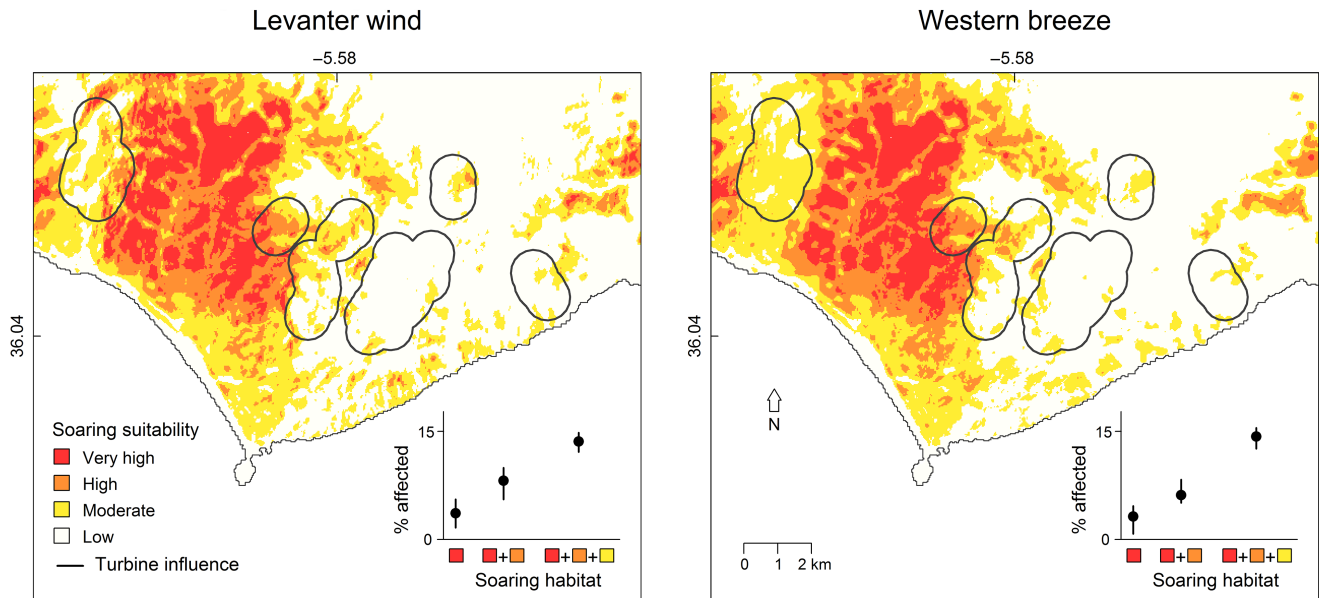 Levanter wind
–5.58
36.04
Soaring suitability
Very high
High
Moderate
Low
Turbine influence
15
% affected
0
+
+ +
Soaring habitat
Western breeze
–5.58
36.04
N
0 1 2 km
15
% affected
0
+
+ +
Soaring habitat